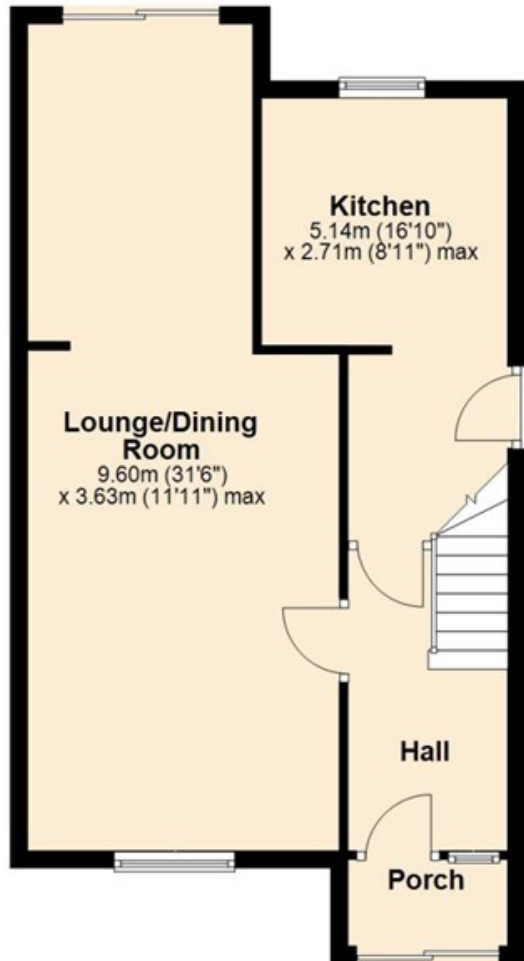 Kitchen
5.14m (16'10")
x 2.71m (8'11") max
Lounge/Dining
Room
9.60m (31'6")
x 3.63m (11'11") max
Hall
Porch